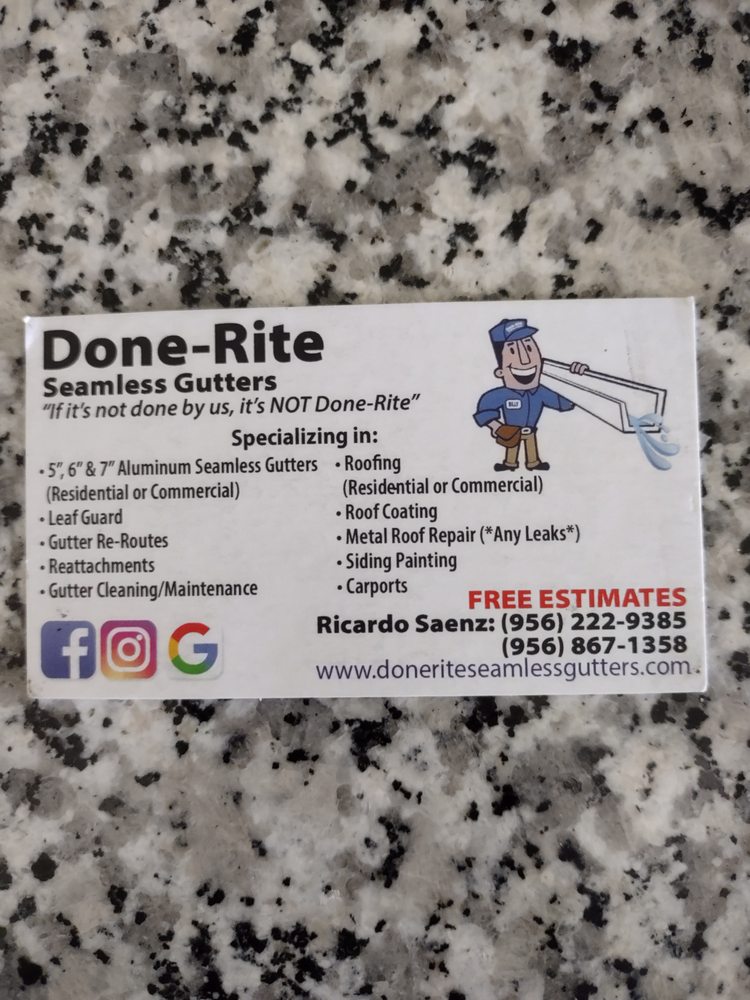 Done-Rite
Seamless Gutters
"If it's not done by us, it's NOT Done-Rite"
Specializing in:
• 5", 6" & 7" Aluminum Seamless Gutters
(Residential or Commercial)
• Leaf Guard
• Gutter Re-Routes
• Reattachments
• Gutter Cleaning/Maintenance
• Roofing
(Residential or Commercial)
• Roof Coating
• Metal Roof Repair (*Any Leaks*)
• Siding Painting
• Carports
FREE ESTIMATES
Ricardo Saenz: (956) 222-9385
(956) 867-1358
www.doneriteseamlessgutters.com